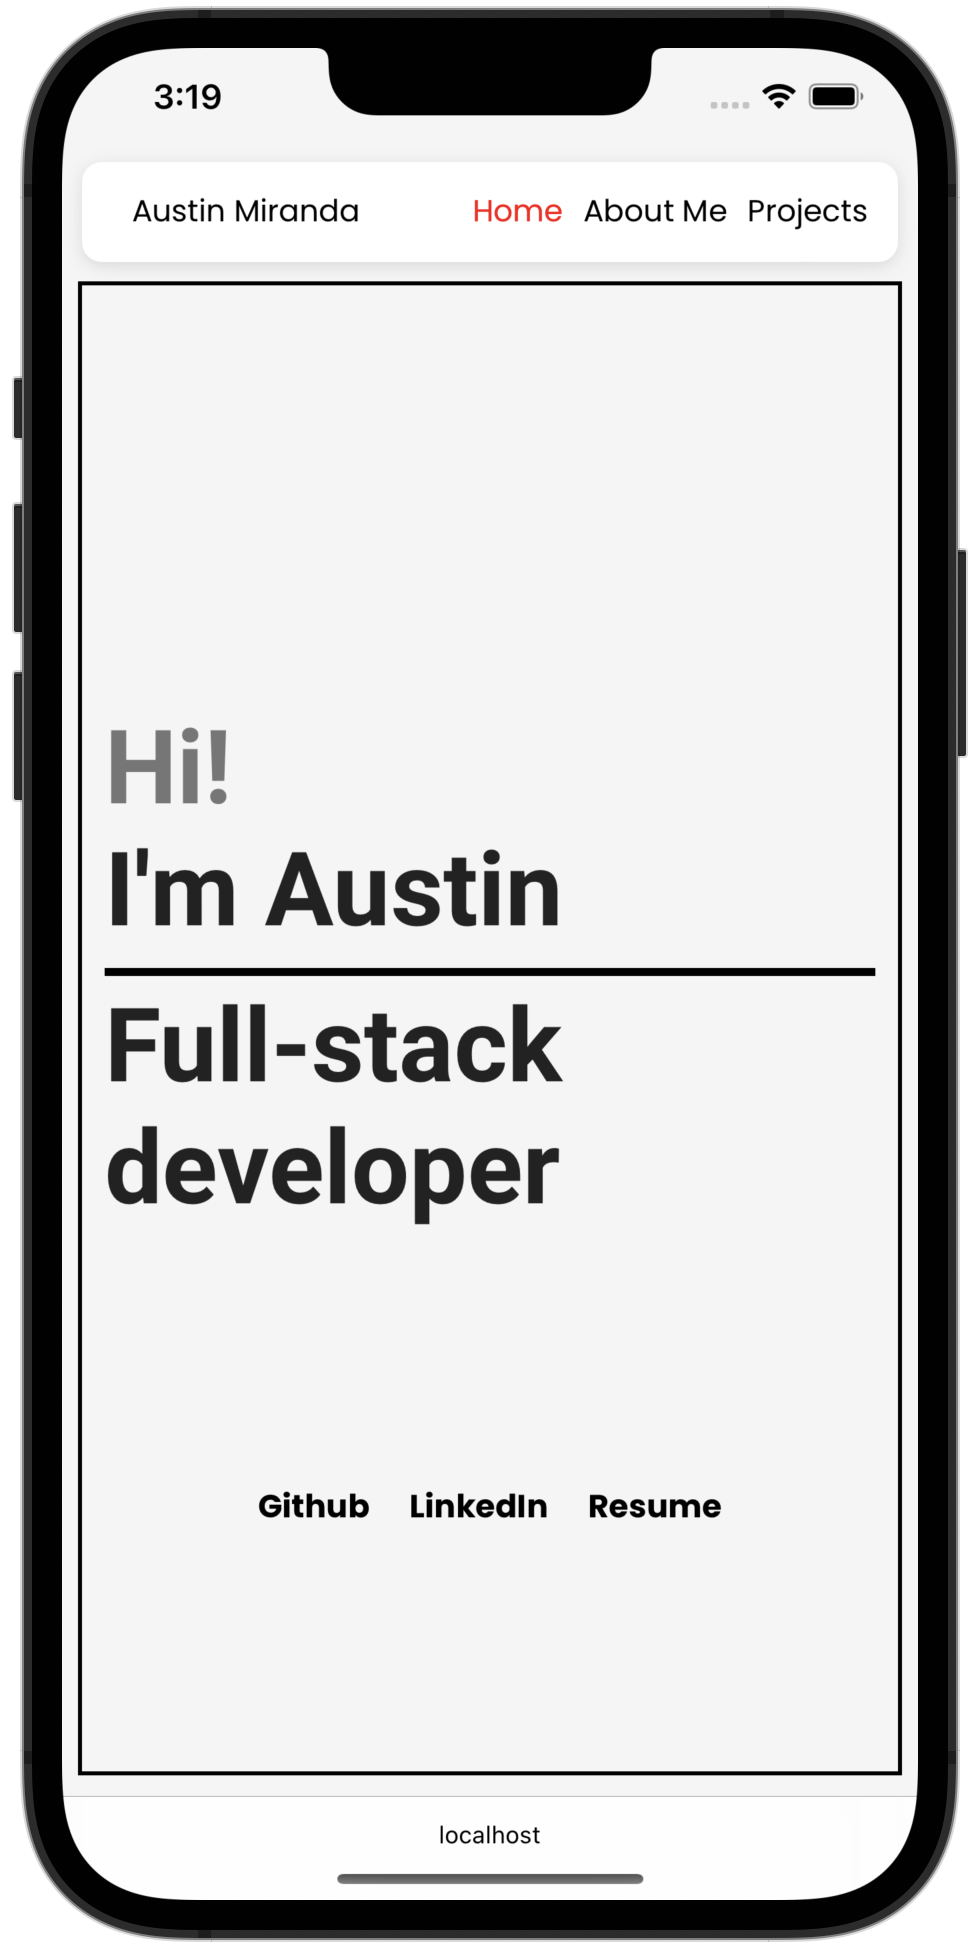 3:19
Austin Miranda Home About Me Projects
Hi!
I'm Austin
Full-stack
developer
Github LinkedIn Resume
localhost